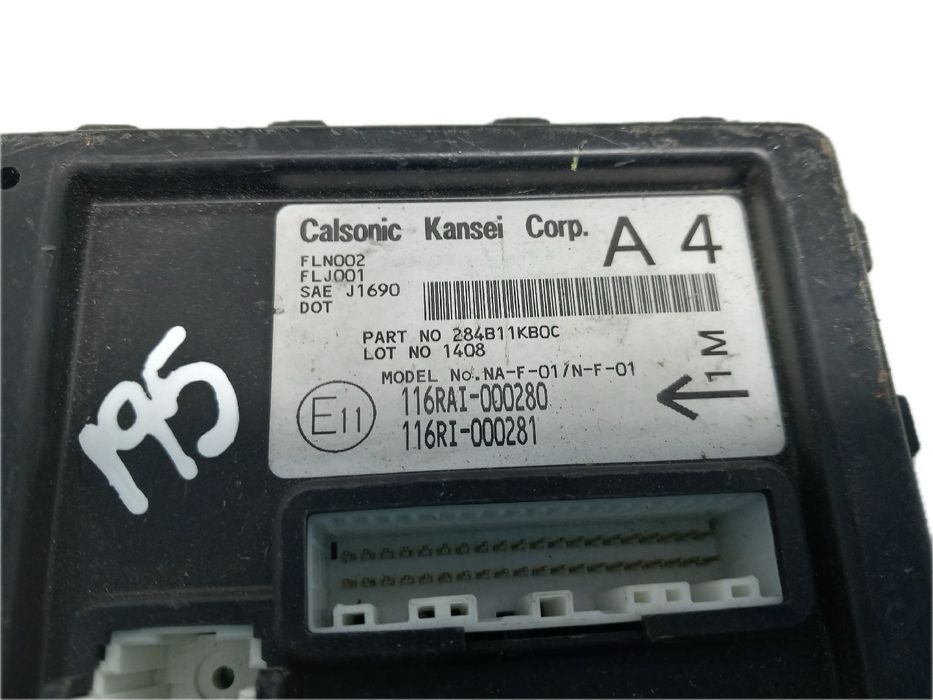 Calsonic Kansei Corp. A4
FLN002
FLJ001
SAE J1690
DOT
PART NO 284B11KB0C
LOT NO 1408
MODEL No. NA-F-01/N-F-01
E11
116RAI-000280
116RI-000281
1M
195